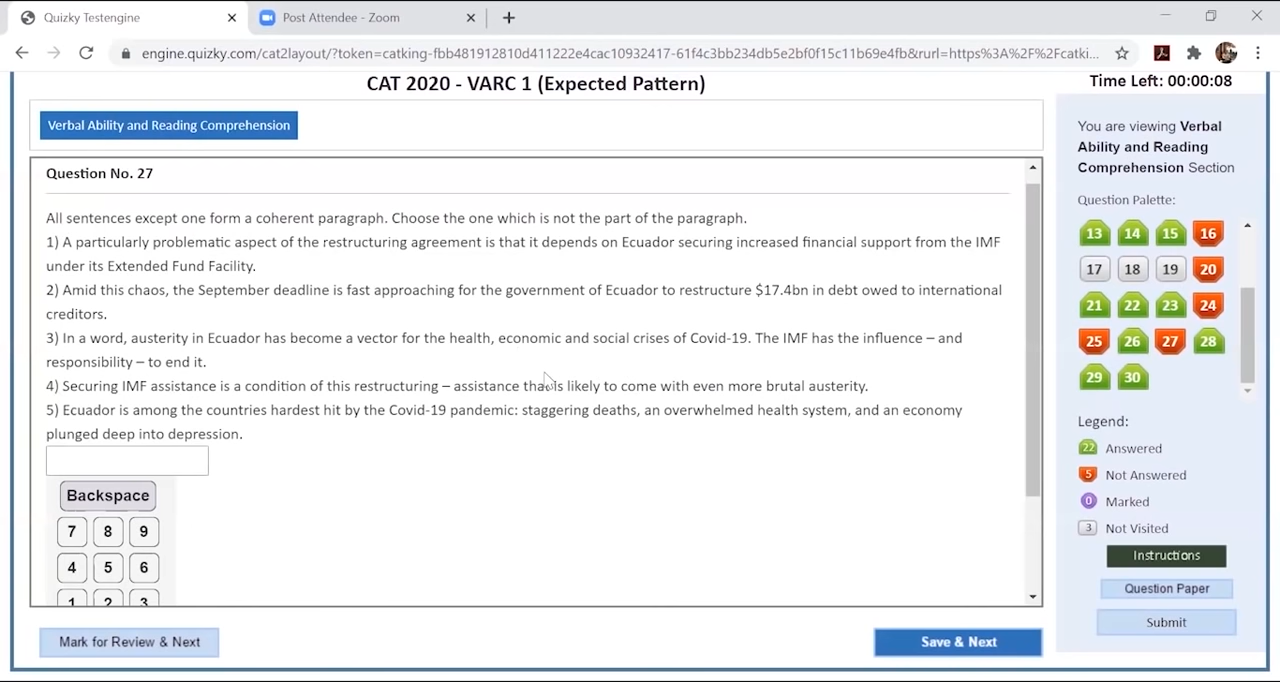 Quizky Testengine
Post Attendee - Zoom
engine.quizky.com/cat2layout/?token=catking-fbb481912810d411222e4cac10932417-61f4c3bb234db5e2bf0f15c11b69e4fb&rurl=https%3A%2F%2Fcatki...
CAT 2020 - VARC 1 (Expected Pattern)
Time Left: 00:00:08
Verbal Ability and Reading Comprehension
Question No. 27
All sentences except one form a coherent paragraph. Choose the one which is not the part of the paragraph.
1) A particularly problematic aspect of the restructuring agreement is that it depends on Ecuador securing increased financial support from the IMF
under its Extended Fund Facility.
2) Amid this chaos, the September deadline is fast approaching for the government of Ecuador to restructure $17.4bn in debt owed to international
creditors.
3) In a word, austerity in Ecuador has become a vector for the health, economic and social crises of Covid-19. The IMF has the influence – and
responsibility – to end it.
4) Securing IMF assistance is a condition of this restructuring – assistance that is likely to come with even more brutal austerity.
5) Ecuador is among the countries hardest hit by the Covid-19 pandemic: staggering deaths, an overwhelmed health system, and an economy
plunged deep into depression.
Backspace
7 8 9
4 5 6
1 2 3
Mark for Review & Next
Save & Next
You are viewing Verbal
Ability and Reading
Comprehension Section
Question Palette:
13 14 15 16
17 18 19 20
21 22 23 24
25 26 27 28
29 30
Legend:
22 Answered
5 Not Answered
0 Marked
3 Not Visited
Instructions
Question Paper
Submit